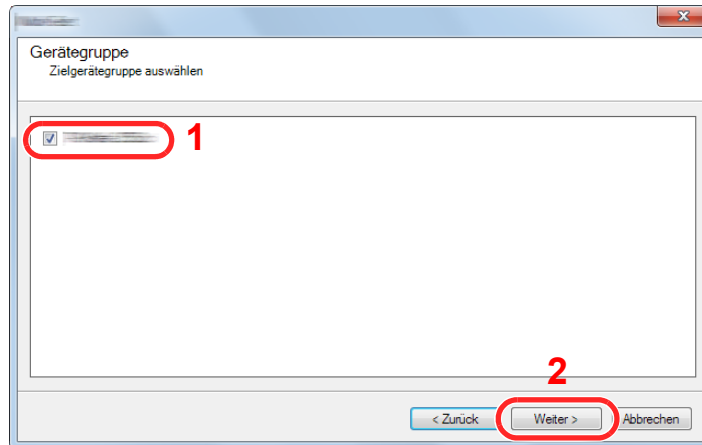 Gerätegruppe
Zielgerätegruppe auswählen
1
2
< Zurück Weiter > Abbrechen